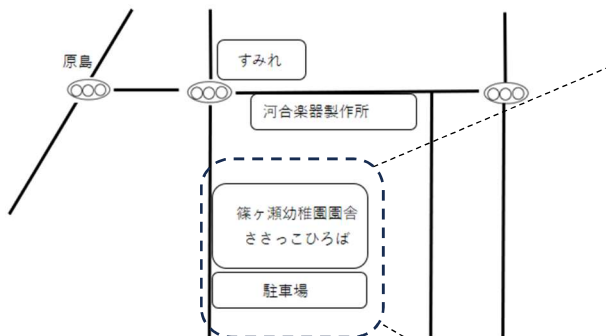 すみれ
原島
河合楽器製作所
篠ヶ瀬幼稚園園舎
ささっこひろば
駐車場